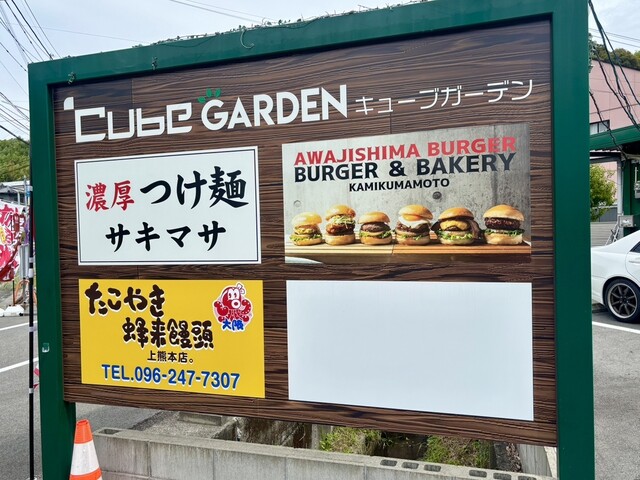 Cube GARDEN キューブガーデン
濃厚 つけ麺
サキマサ
AWAJISHIMA BURGER
BURGER & BAKERY
KAMIKUMAMOTO
たこやき
蜂来饅頭
大阪
上熊本店。
TEL.096-247-7307